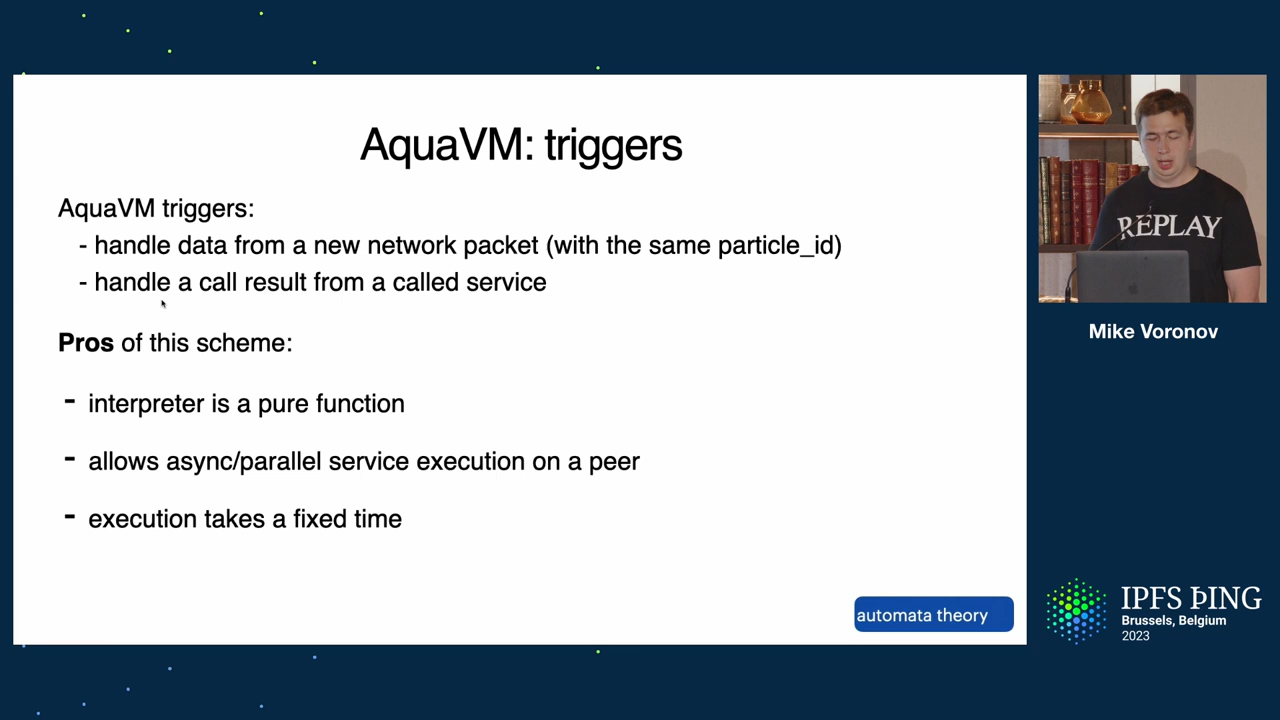 AquaVM: triggers
AquaVM triggers:
- handle data from a new network packet (with the same particle_id)
- handle a call result from a called service
Pros of this scheme:
- interpreter is a pure function
- allows async/parallel service execution on a peer
- execution takes a fixed time
automata theory
REPLAY
Mike Voronov
IPFS ÞING
Brussels, Belgium
2023